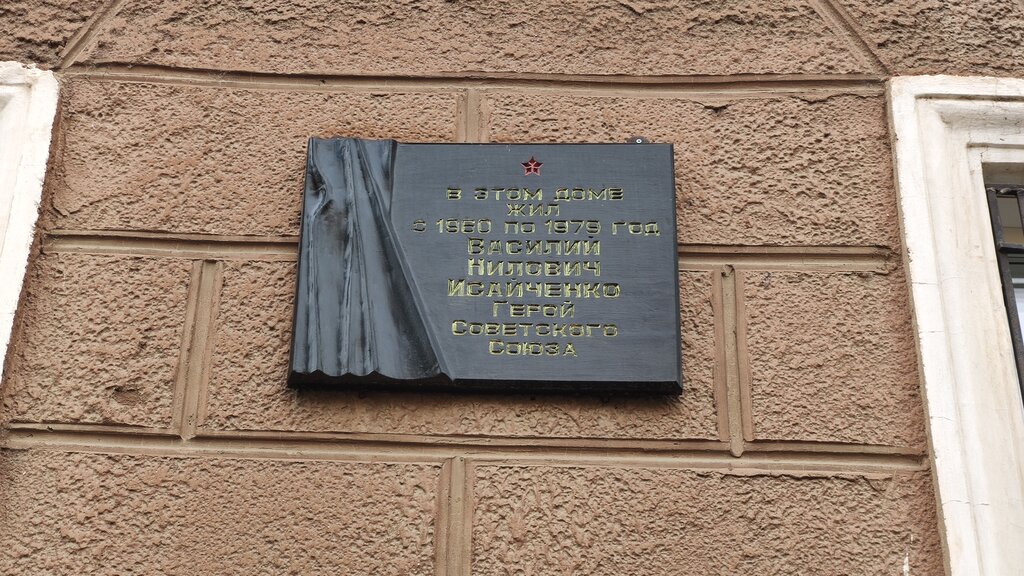 В ЭТОМ ДОМЕ
ЖИЛ
С 1960 ПО 1979 ГОД
ВАСИЛИЙ
НИЛОВИЧ
ИСАЙЧЕНКО
ГЕРОЙ
СОВЕТСКОГО
СОЮЗА